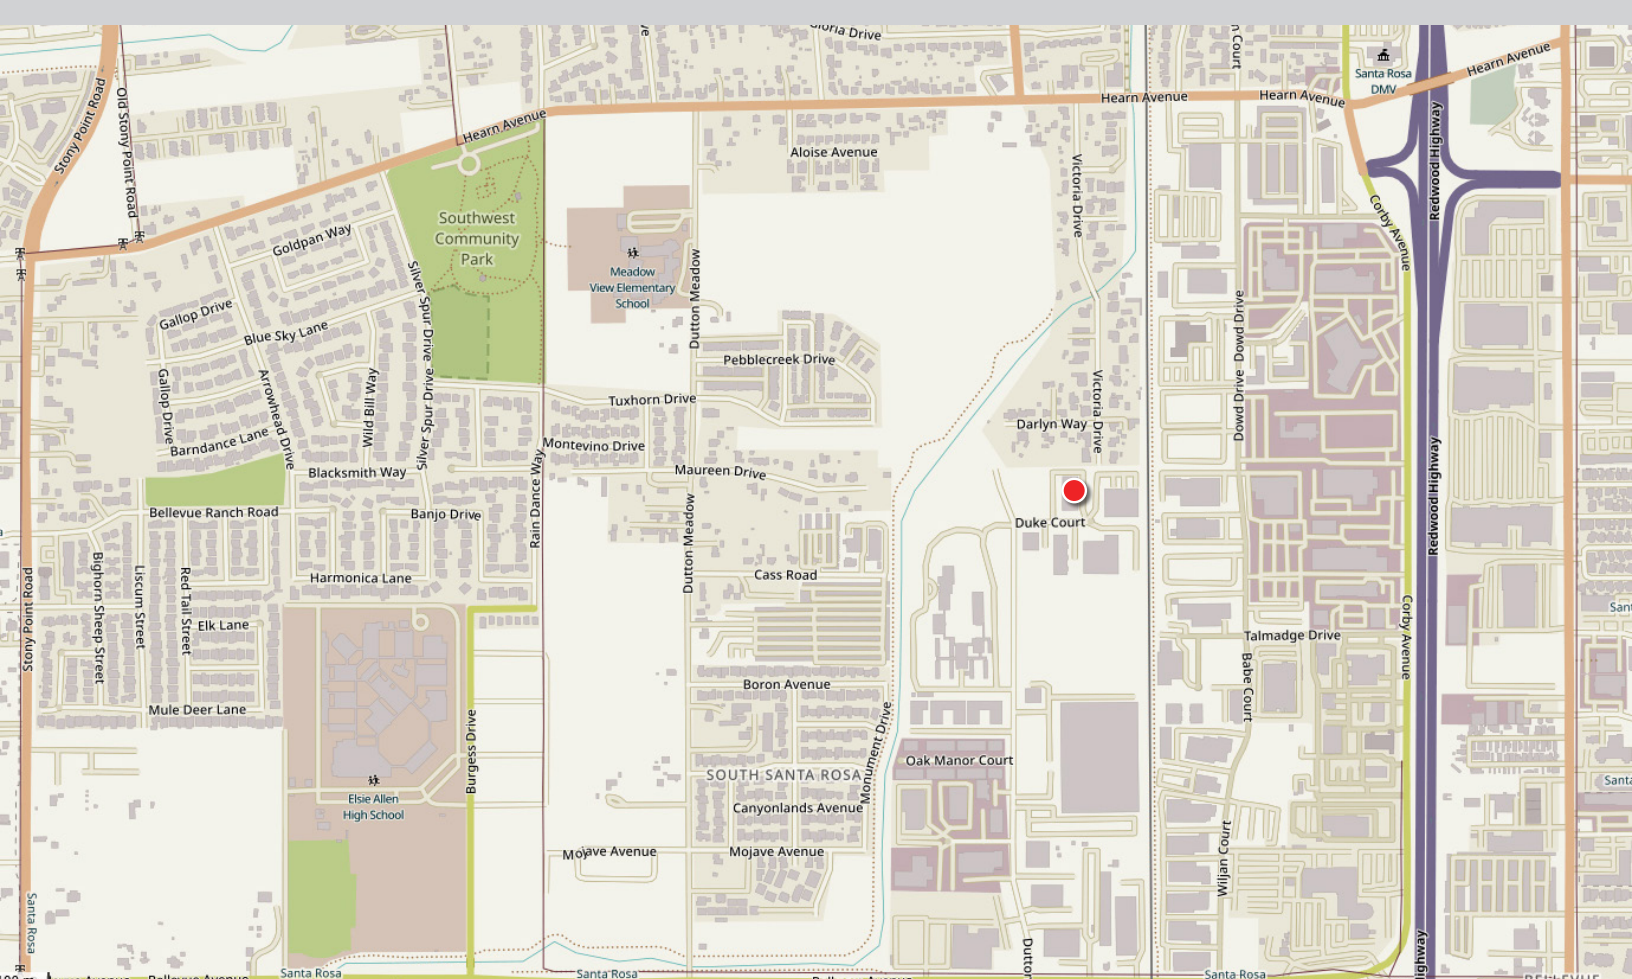 Gloria Drive
Santa Rosa
DMV
Hearn Avenue
Hearn Avenue
Hearn Avenue
Hearn Avenue
Stony Point Road
Old Stony Point Road
Redwood Highway
Aloise Avenue
Victoria Drive
Southwest
Community
Park
Goldpan Way
Corby Avenue
Meadow
View Elementary
School
Dutton Meadow
Silver Spur Drive
Gallop Drive
Blue Sky Lane
Dowd Drive
Dowd Drive
Pebblecreek Drive
Gallop Drive
Arrowhead Drive
Wild Bill Way
Silver Spur Drive
Tuxhorn Drive
Victoria Drive
Darlyn Way
Barndance Lane
Montevino Drive
Blacksmith Way
Maureen Drive
Rain Dance Way
Redwood Highway
Bellevue Ranch Road
Banjo Drive
Dutton Meadow
Duke Court
Stony Point Road
Bighorn Sheep Street
Liscum Street
Red Tail Street
Harmonica Lane
Cass Road
Elk Lane
Corby Avenue
Talmadge Drive
Babe Court
Boron Avenue
Mule Deer Lane
Burgess Drive
Monument Drive
Oak Manor Court
SOUTH SANTA ROSA
Elsie Allen
High School
Canyonlands Avenue
Mojave Avenue
Mojave Avenue
Wiljan Court
Santa Rosa
Santa Rosa
Santa Rosa
Santa Rosa